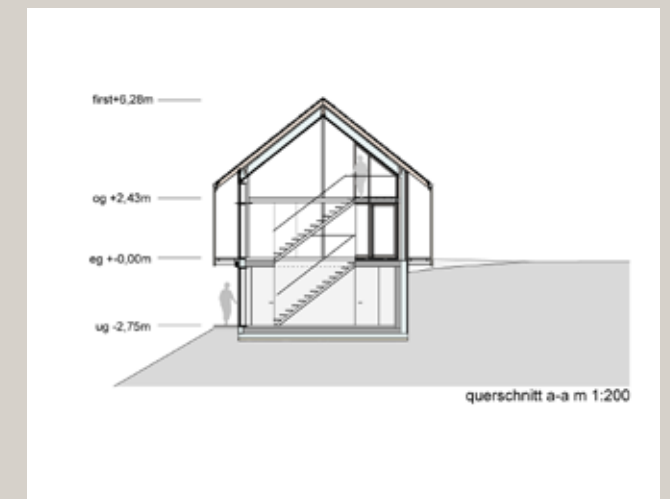 first+6,28m
og +2,43m
eg +-0,00m
ug -2,75m
querschnitt a-a m 1:200